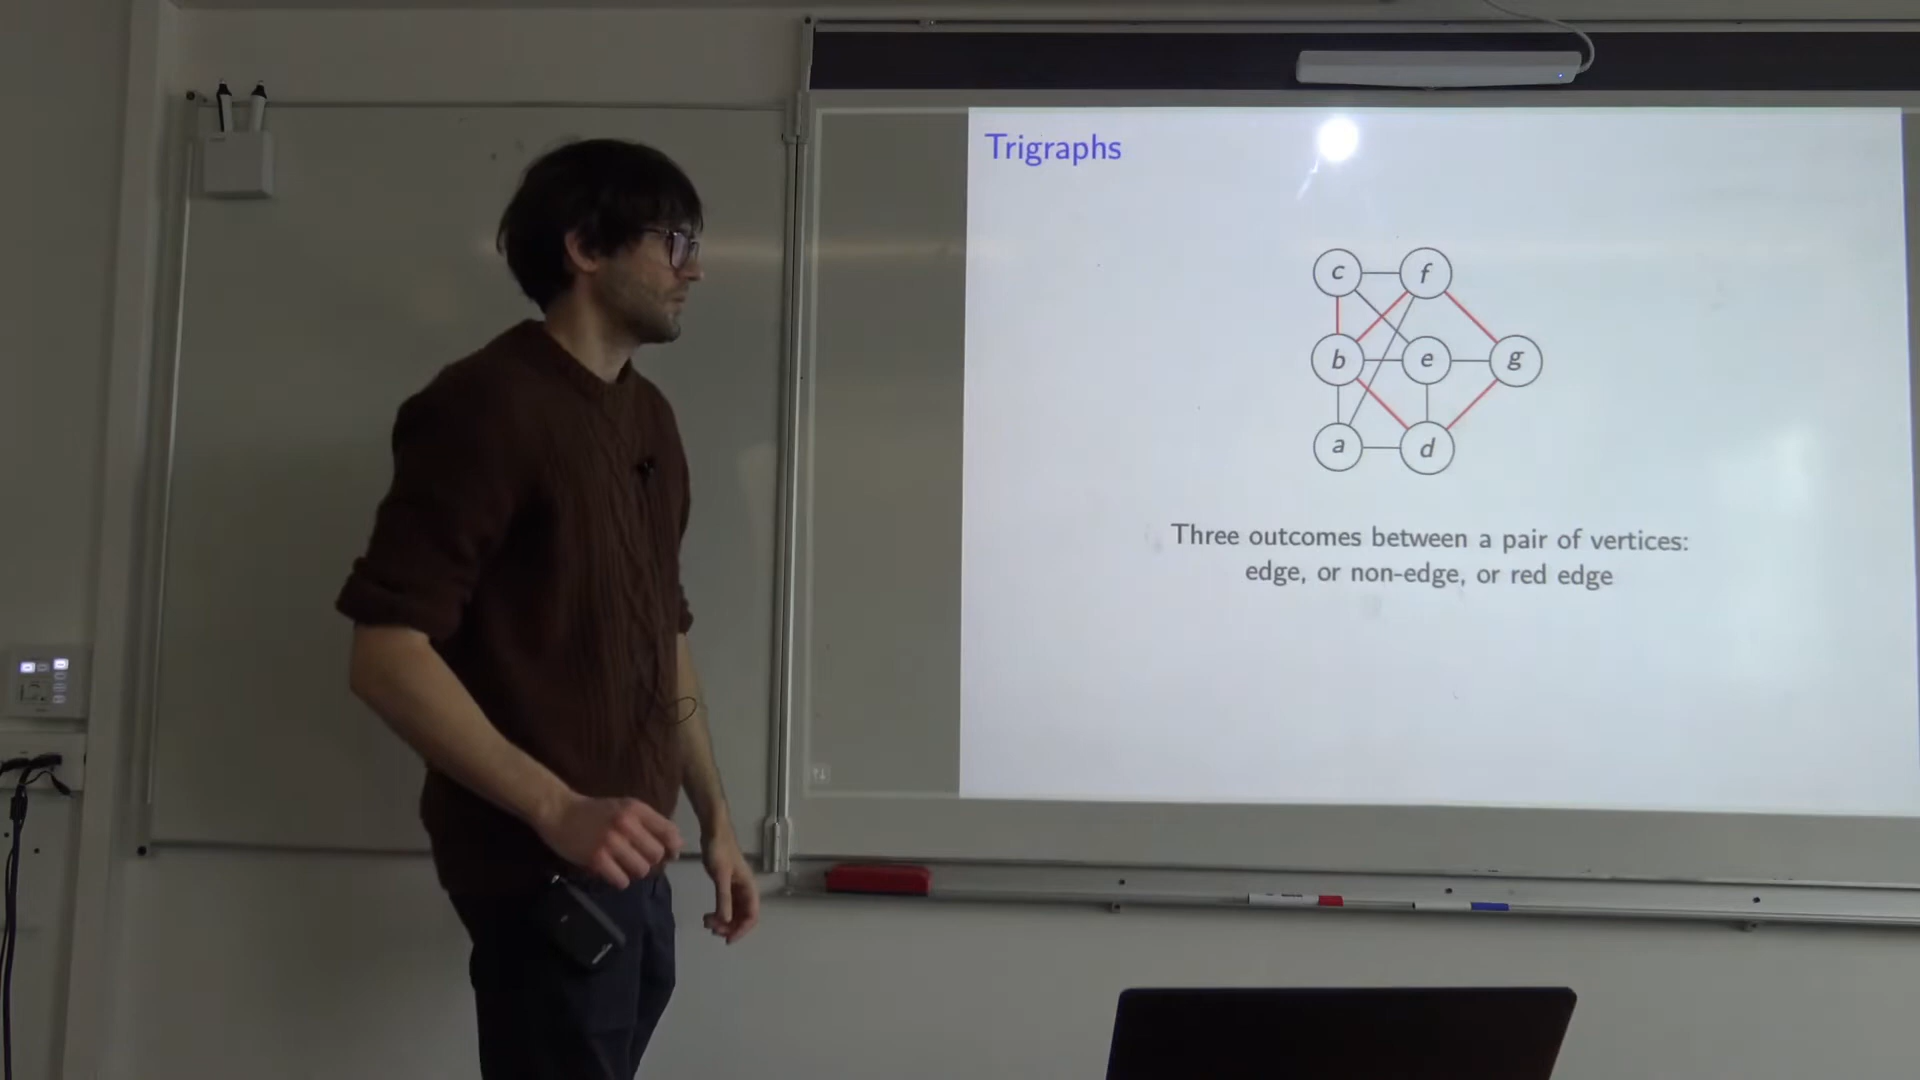 Trigraphs
c f
b e g
a d
Three outcomes between a pair of vertices:
edge, or non-edge, or red edge